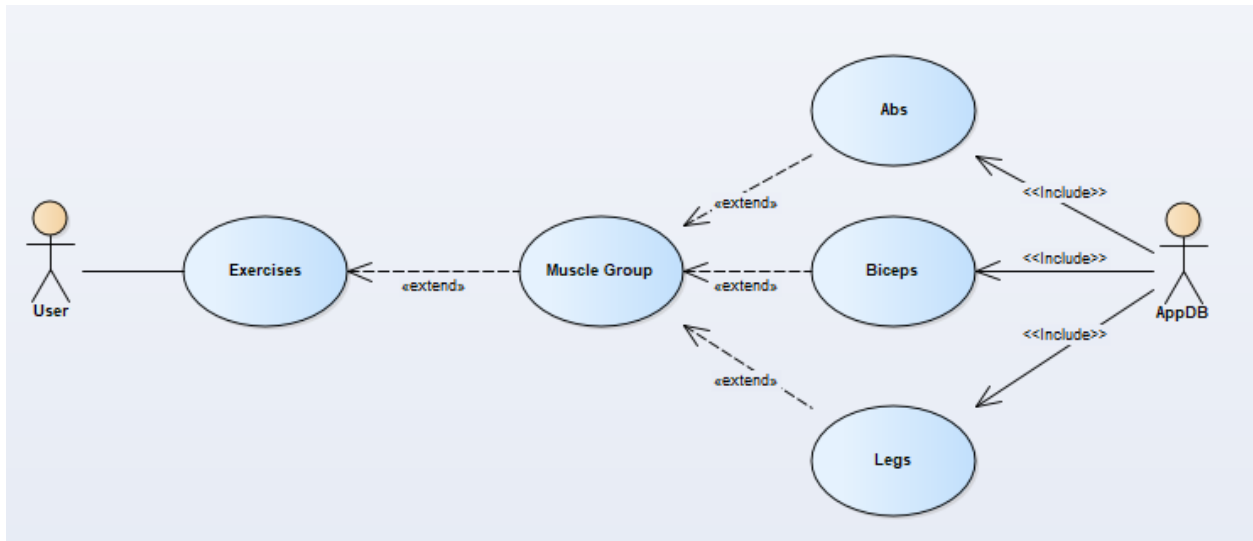 Abs
<<Include>>
«extend»
Exercises
Muscle Group
Biceps
<<Include>>
«extend»
«extend»
User
AppDB
<<Include>>
«extend»
Legs